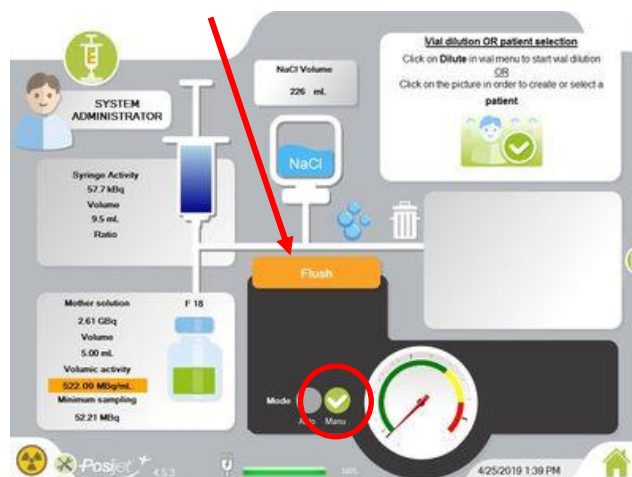 E
SYSTEM
ADMINISTRATOR
NaCl Volume
226 mL
Vial dilution OR patient selection
Click on Dilute in vial menu to start vial dilution
OR
Click on the picture in order to create or select a
patient
NaCl
Syringe Activity
57.7 kBq
Volume
9.5 mL
Ratio
Flush
Mother solution
F 18
2.61 GBq
Volume
5.00 mL
Volumic activity
522.09 MBq/mL
Minimum sampling
52.21 MBq
Mode
Auto
Manu
Posijet+
4.5.3
100%
4/25/2019 1:39 PM